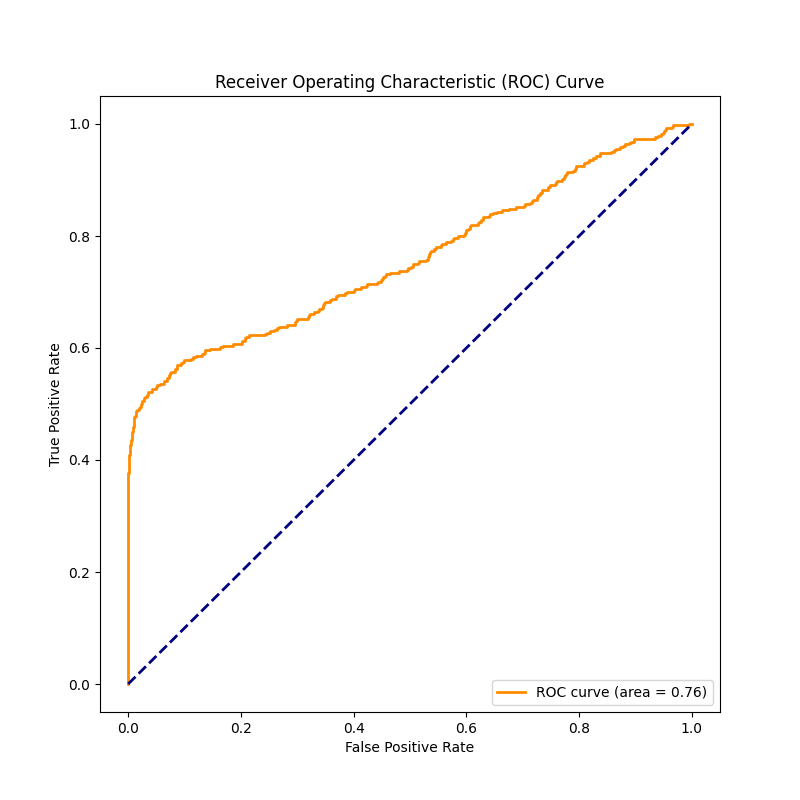 Receiver Operating Characteristic (ROC) Curve
True Positive Rate
1.0
0.8
0.6
0.4
0.2
0.0
ROC curve (area = 0.76)
0.0 0.2 0.4 0.6 0.8 1.0
False Positive Rate